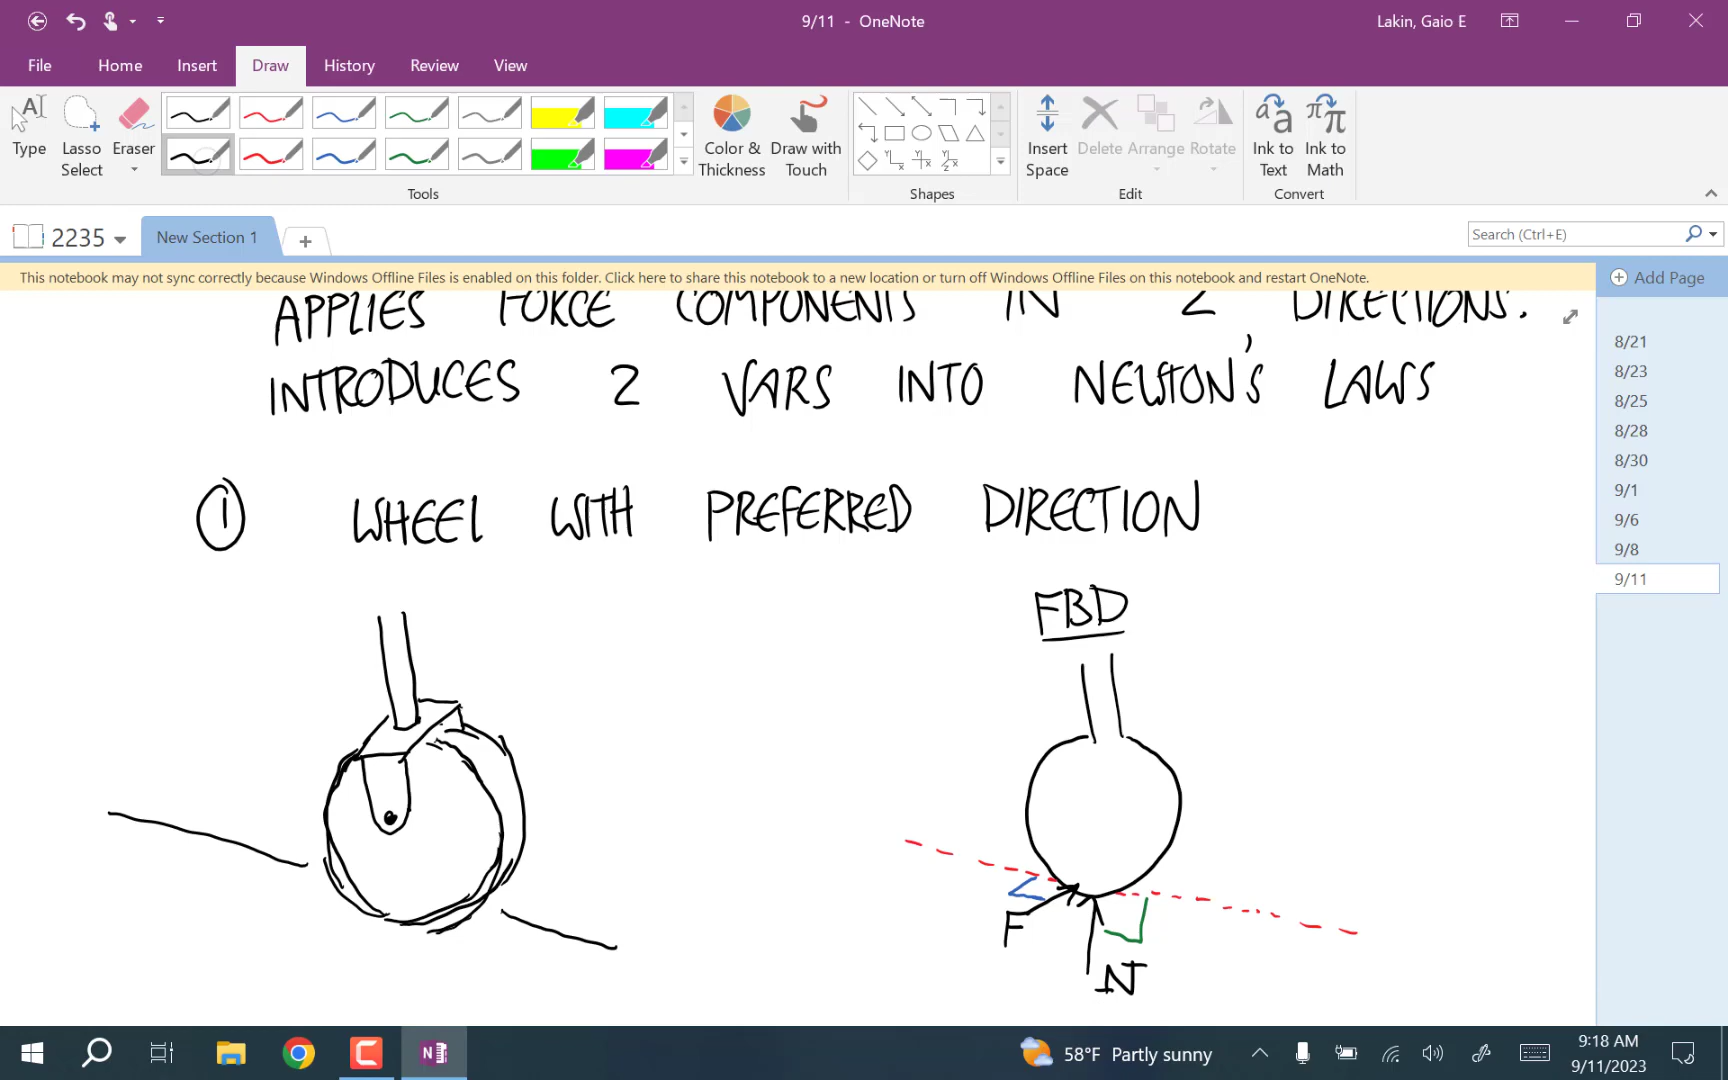 9/11 - OneNote
Lakin, Gaio E
File Home Insert Draw History Review View
Type
Lasso Select
Eraser
Color & Thickness
Draw with Touch
Insert Space
Delete
Arrange
Rotate
Ink to Text
Ink to Math
Tools
Shapes
Edit
Convert
2235
New Section 1
Search (Ctrl+E)
This notebook may not sync correctly because Windows Offline Files is enabled on this folder. Click here to share this notebook to a new location or turn off Windows Offline Files on this notebook and restart OneNote.
Add Page
8/21
8/23
8/25
8/28
8/30
9/1
9/6
9/8
9/11
APPLIES FORCE COMPONENTS IN 2 DIRECTIONS.
INTRODUCES 2 VARS INTO NEWTON'S LAWS
① WHEEL WITH PREFERRED DIRECTION
FBD
F
N
58°F Partly sunny
9:18 AM
9/11/2023